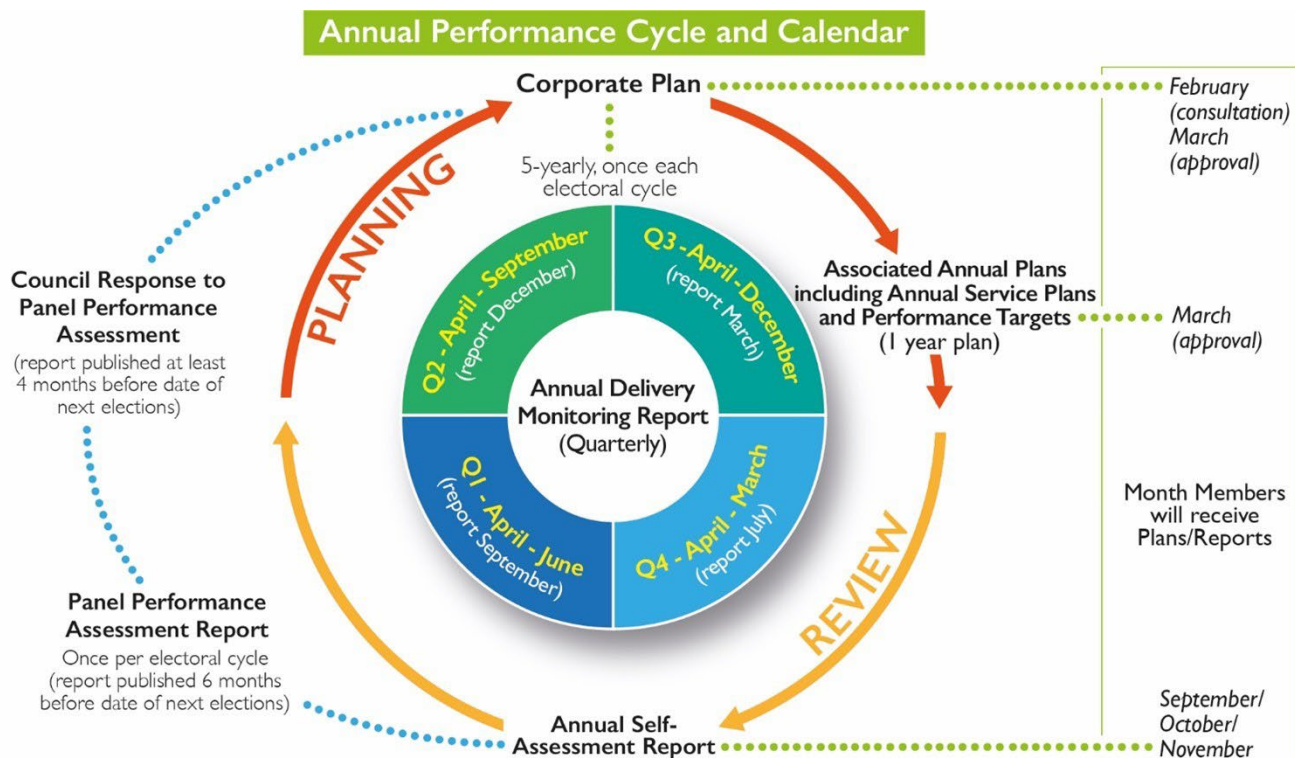 Annual Performance Cycle and Calendar
Corporate Plan
5-yearly, once each
electoral cycle
February
(consultation)
March
(approval)
PLANNING
Council Response to
Panel Performance
Assessment
(report published at least
4 months before date of
next elections)
Q2 - April - September
(report December)
Q3 - April - December
(report March)
Associated Annual Plans
including Annual Service Plans
and Performance Targets
(1 year plan)
March
(approval)
Annual Delivery
Monitoring Report
(Quarterly)
Q1 - April - June
(report September)
Q4 - April - March
(report July)
REVIEW
Month Members
will receive
Plans/Reports
Panel Performance
Assessment Report
Once per electoral cycle
(report published 6 months
before date of next elections)
Annual Self-
Assessment Report
September/
October/
November